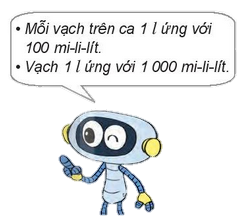 • Mỗi vạch trên ca 1 l ứng với
100 mi-li-lít.
• Vạch 1 l ứng với 1 000 mi-li-lít.